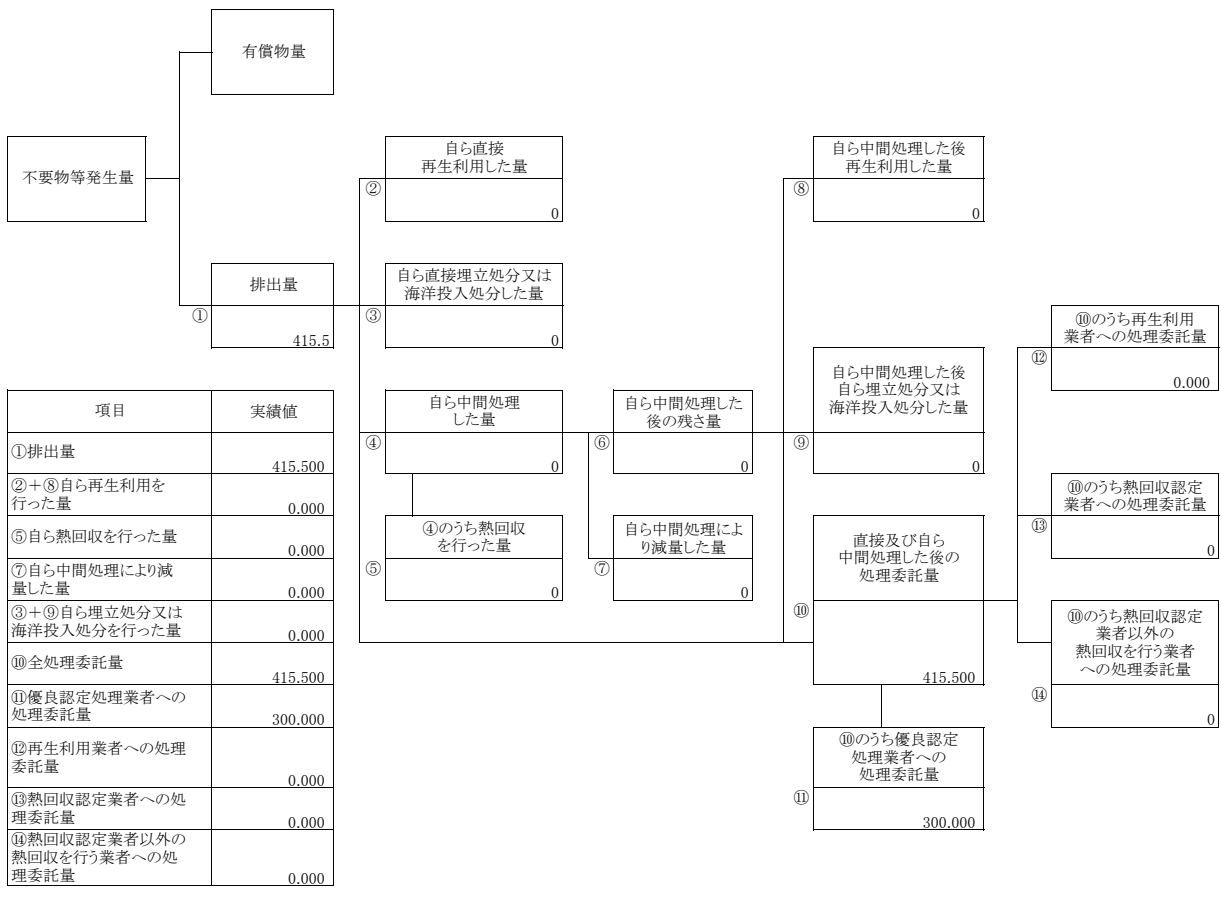 有償物量
不要物等発生量
排出量
①
415.5
自ら直接
再生利用した量
②
0
自ら直接埋立処分又は
海洋投入処分した量
③
0
自ら中間処理
した量
④
0
④のうち熱回収
を行った量
⑤
0
自ら中間処理した
後の残さ量
⑥
0
自ら中間処理によ
り減量した量
⑦
0
自ら中間処理した後
再生利用した量
⑧
0
自ら中間処理した後
自ら埋立処分又は
海洋投入処分した量
⑨
0
直接及び自ら
中間処理した後の
処理委託量
⑩
415.500
⑩のうち優良認定
処理業者への
処理委託量
⑪
300.000
⑩のうち再生利用
業者への処理委託量
⑫
0.000
⑩のうち熱回収認定
業者への処理委託量
⑬
0
⑩のうち熱回収認定
業者以外の
熱回収を行う業者
への処理委託量
⑭
0
項目 実績値
①排出量
415.500
②＋⑧自ら再生利用を
行った量
0.000
⑤自ら熱回収を行った量
0.000
⑦自ら中間処理により減
量した量
0.000
③＋⑨自ら埋立処分又は
海洋投入処分を行った量
0.000
⑩全処理委託量
415.500
⑪優良認定処理業者への
処理委託量
300.000
⑫再生利用業者への処理
委託量
0.000
⑬熱回収認定業者への処
理委託量
0.000
⑭熱回収認定業者以外の
熱回収を行う業者への処
理委託量
0.000